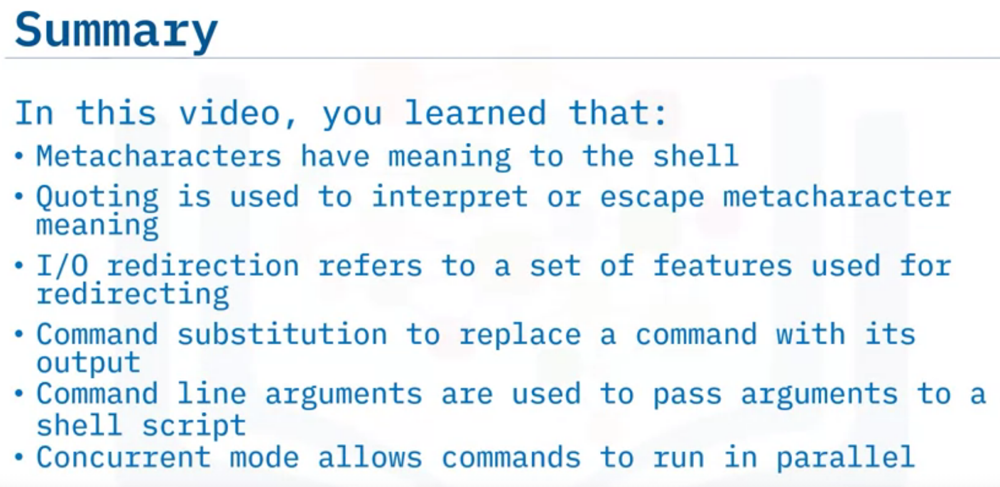 Summary
In this video, you learned that:
• Metacharacters have meaning to the shell
• Quoting is used to interpret or escape metacharacter
meaning
• I/O redirection refers to a set of features used for
redirecting
• Command substitution to replace a command with its
output
• Command line arguments are used to pass arguments to a
shell script
• Concurrent mode allows commands to run in parallel